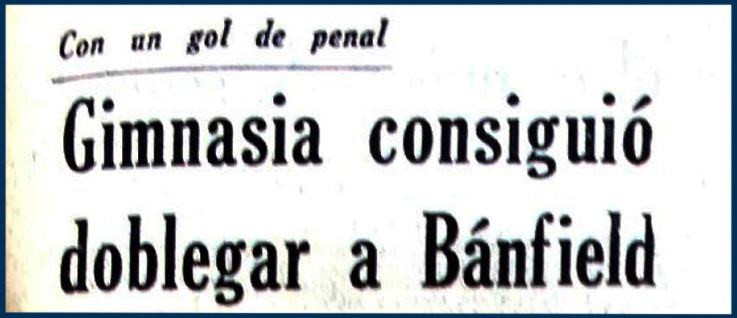 Con un gol de penal
Gimnasia consiguió
doblegar a Bánfield